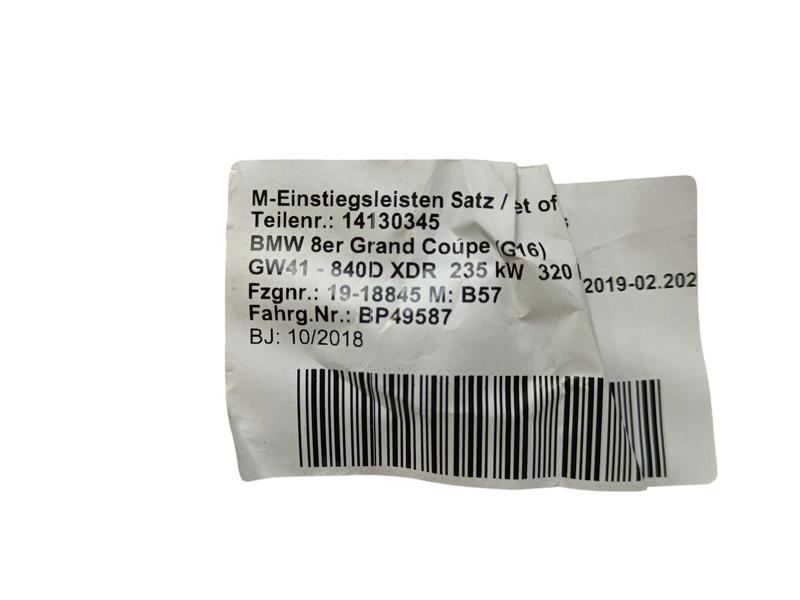 M-Einstiegsleisten Satz / et of
Teilenr.: 14130345
BMW 8er Grand Coúpe (G16)
GW41 - 840D XDR 235 kW 320 2019-02.202
Fzgnr.: 19-18845 M: B57
Fahrg.Nr.: BP49587
BJ: 10/2018